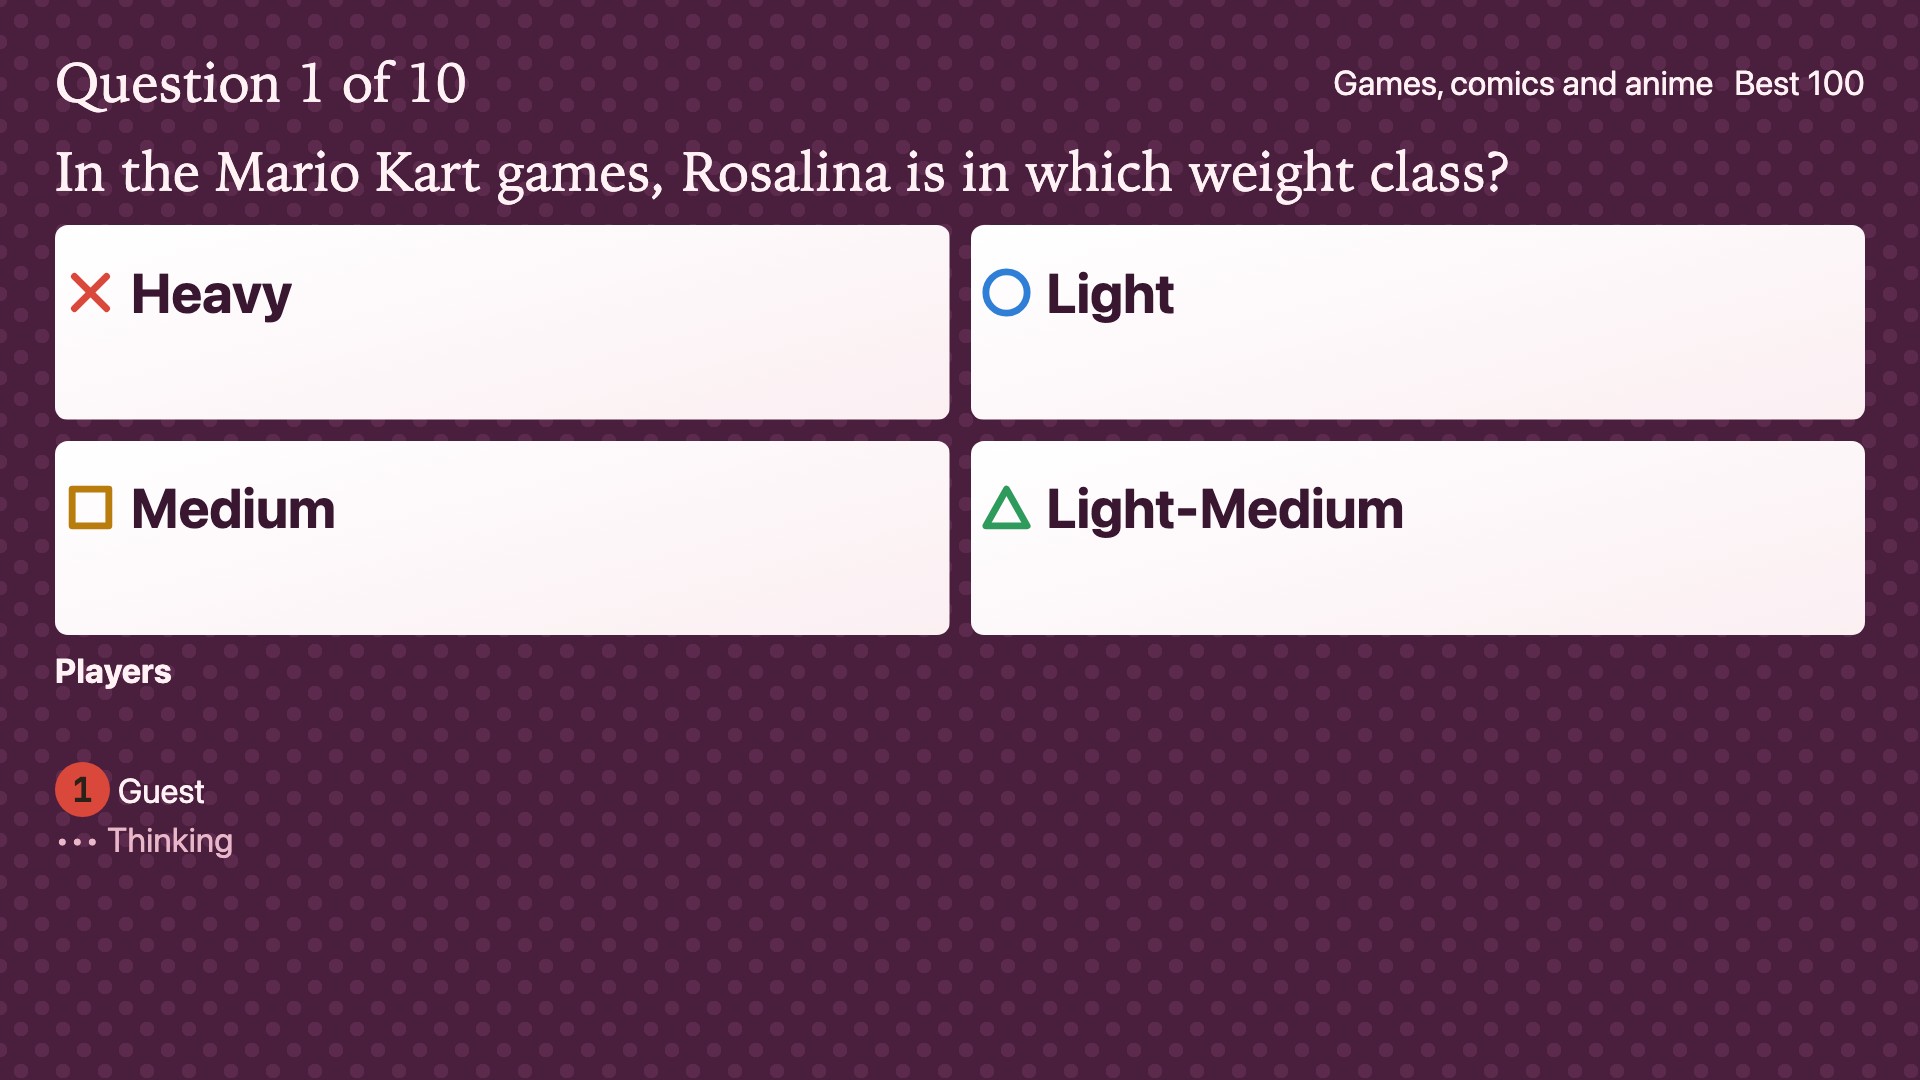 Question 1 of 10
Games, comics and anime Best 100
In the Mario Kart games, Rosalina is in which weight class?
Heavy
Light
Medium
Light-Medium
Players
1 Guest
··· Thinking